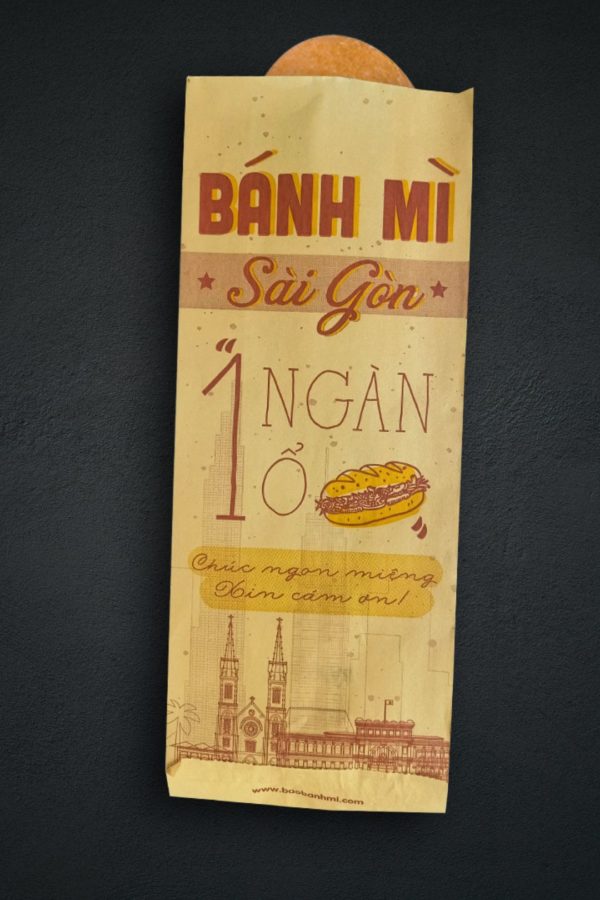 BÁNH MÌ
Sài Gòn
"1 NGÀN
Ổ"
Chúc ngon miệng
Xin cám ơn!
www.baobanhmi.com